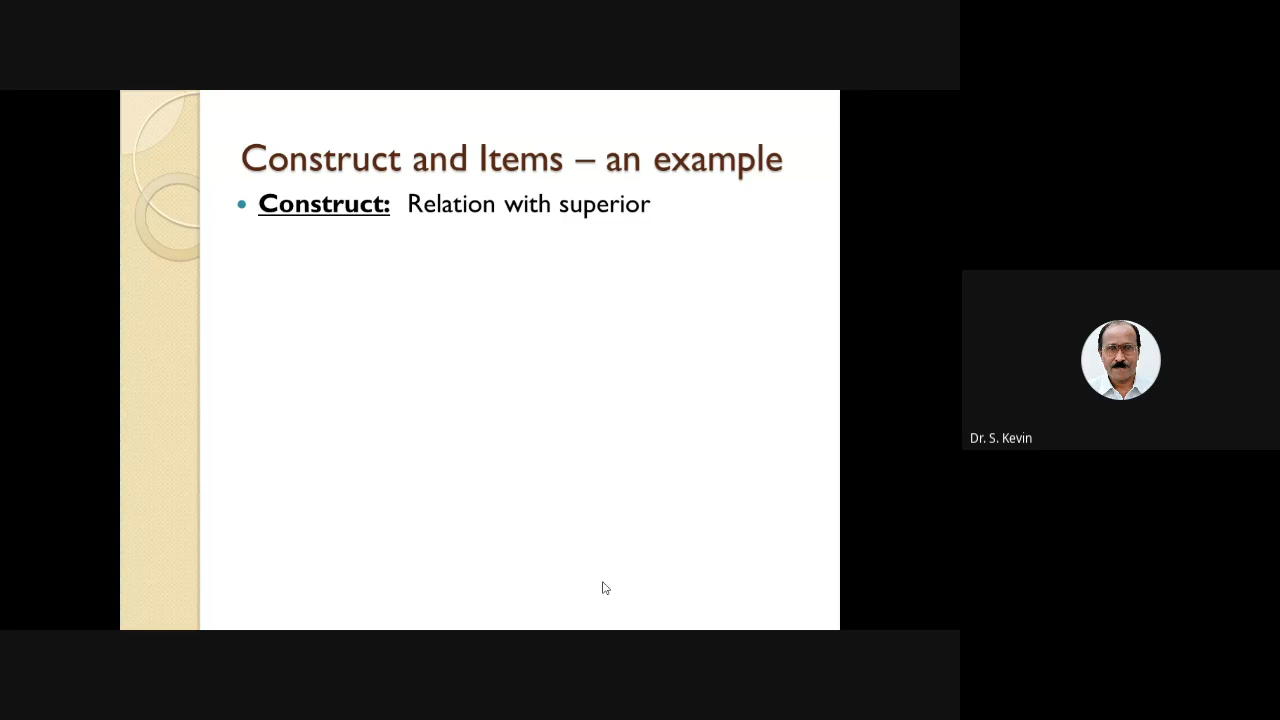 Construct and Items – an example
• Construct: Relation with superior
Dr. S. Kevin